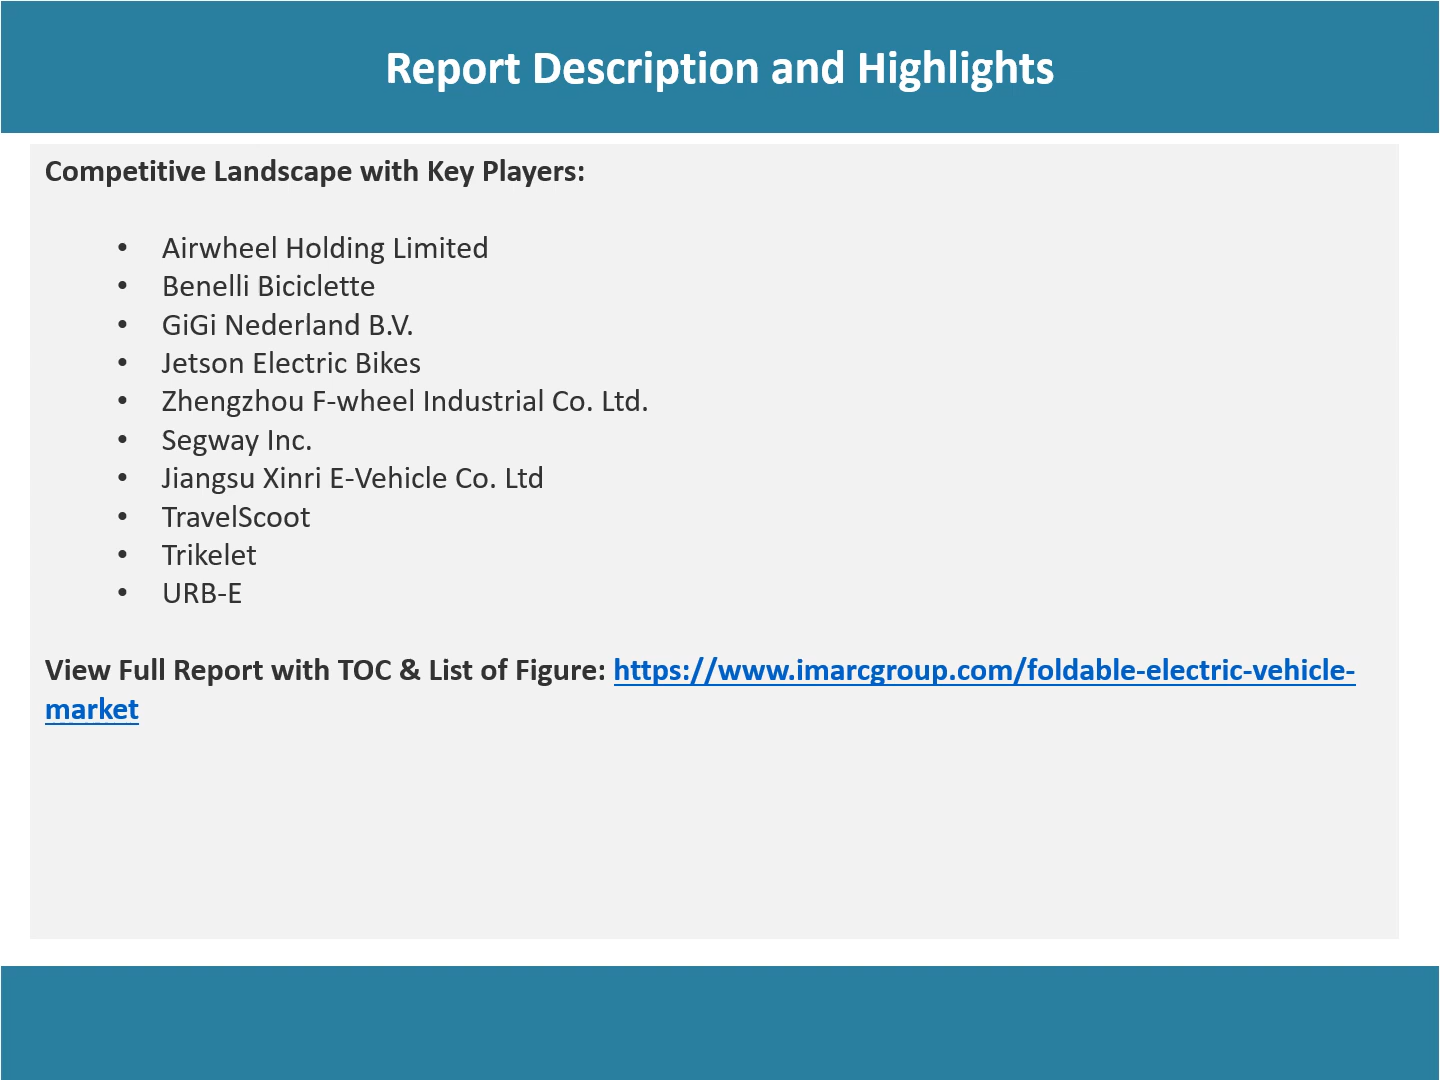 Report Description and Highlights
Competitive Landscape with Key Players:
• Airwheel Holding Limited
• Benelli Biciclette
• GiGi Nederland B.V.
• Jetson Electric Bikes
• Zhengzhou F-wheel Industrial Co. Ltd.
• Segway Inc.
• Jiangsu Xinri E-Vehicle Co. Ltd
• TravelScoot
• Trikelet
• URB-E
View Full Report with TOC & List of Figure: https://www.imarcgroup.com/foldable-electric-vehicle-
market